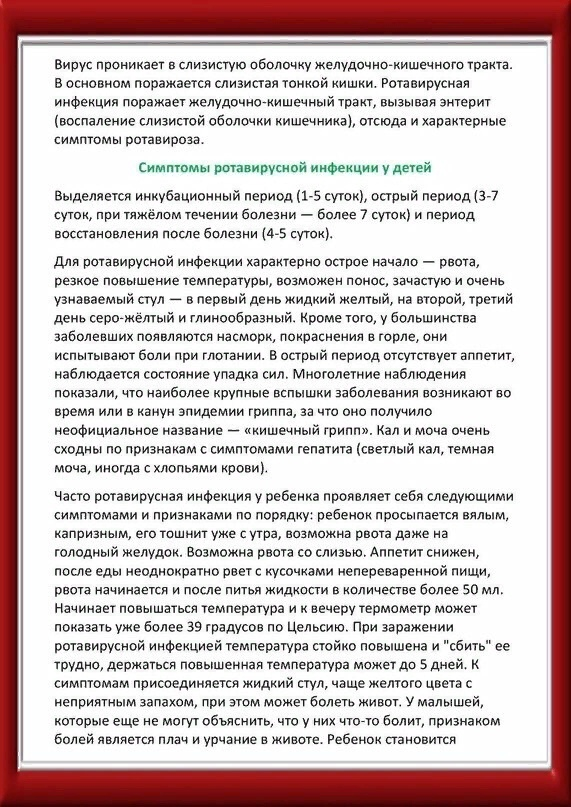 Вирус проникает в слизистую оболочку желудочно-кишечного тракта.
В основном поражается слизистая тонкой кишки. Ротавирусная
инфекция поражает желудочно-кишечный тракт, вызывая энтерит
(воспаление слизистой оболочки кишечника), отсюда и характерные
симптомы ротавироза.
Симптомы ротавирусной инфекции у детей
Выделяется инкубационный период (1-5 суток), острый период (3-7
суток, при тяжёлом течении болезни — более 7 суток) и период
восстановления после болезни (4-5 суток).
Для ротавирусной инфекции характерно острое начало — рвота,
резкое повышение температуры, возможен понос, зачастую и очень
узнаваемый стул — в первый день жидкий желтый, на второй, третий
день серо-жёлтый и глинообразный. Кроме того, у большинства
заболевших появляются насморк, покраснения в горле, они
испытывают боли при глотании. В острый период отсутствует аппетит,
наблюдается состояние упадка сил. Многолетние наблюдения
показали, что наиболее крупные вспышки заболевания возникают во
время или в канун эпидемии гриппа, за что оно получило
неофициальное название — «кишечный грипп». Кал и моча очень
сходны по признакам с симптомами гепатита (светлый кал, темная
моча, иногда с хлопьями крови).
Часто ротавирусная инфекция у ребенка проявляет себя следующими
симптомами и признаками по порядку: ребенок просыпается вялым,
капризным, его тошнит уже с утра, возможна рвота даже на
голодный желудок. Возможна рвота со слизью. Аппетит снижен,
после еды неоднократно рвет с кусочками непереваренной пищи,
рвота начинается и после питья жидкости в количестве более 50 мл.
Начинает повышаться температура и к вечеру термометр может
показать уже более 39 градусов по Цельсию. При заражении
ротавирусной инфекцией температура стойко повышена и "сбить" ее
трудно, держаться повышенная температура может до 5 дней. К
симптомам присоединяется жидкий стул, чаще желтого цвета с
неприятным запахом, при этом может болеть живот. У малышей,
которые еще не могут объяснить, что у них что-то болит, признаком
болей является плач и урчание в животе. Ребенок становится